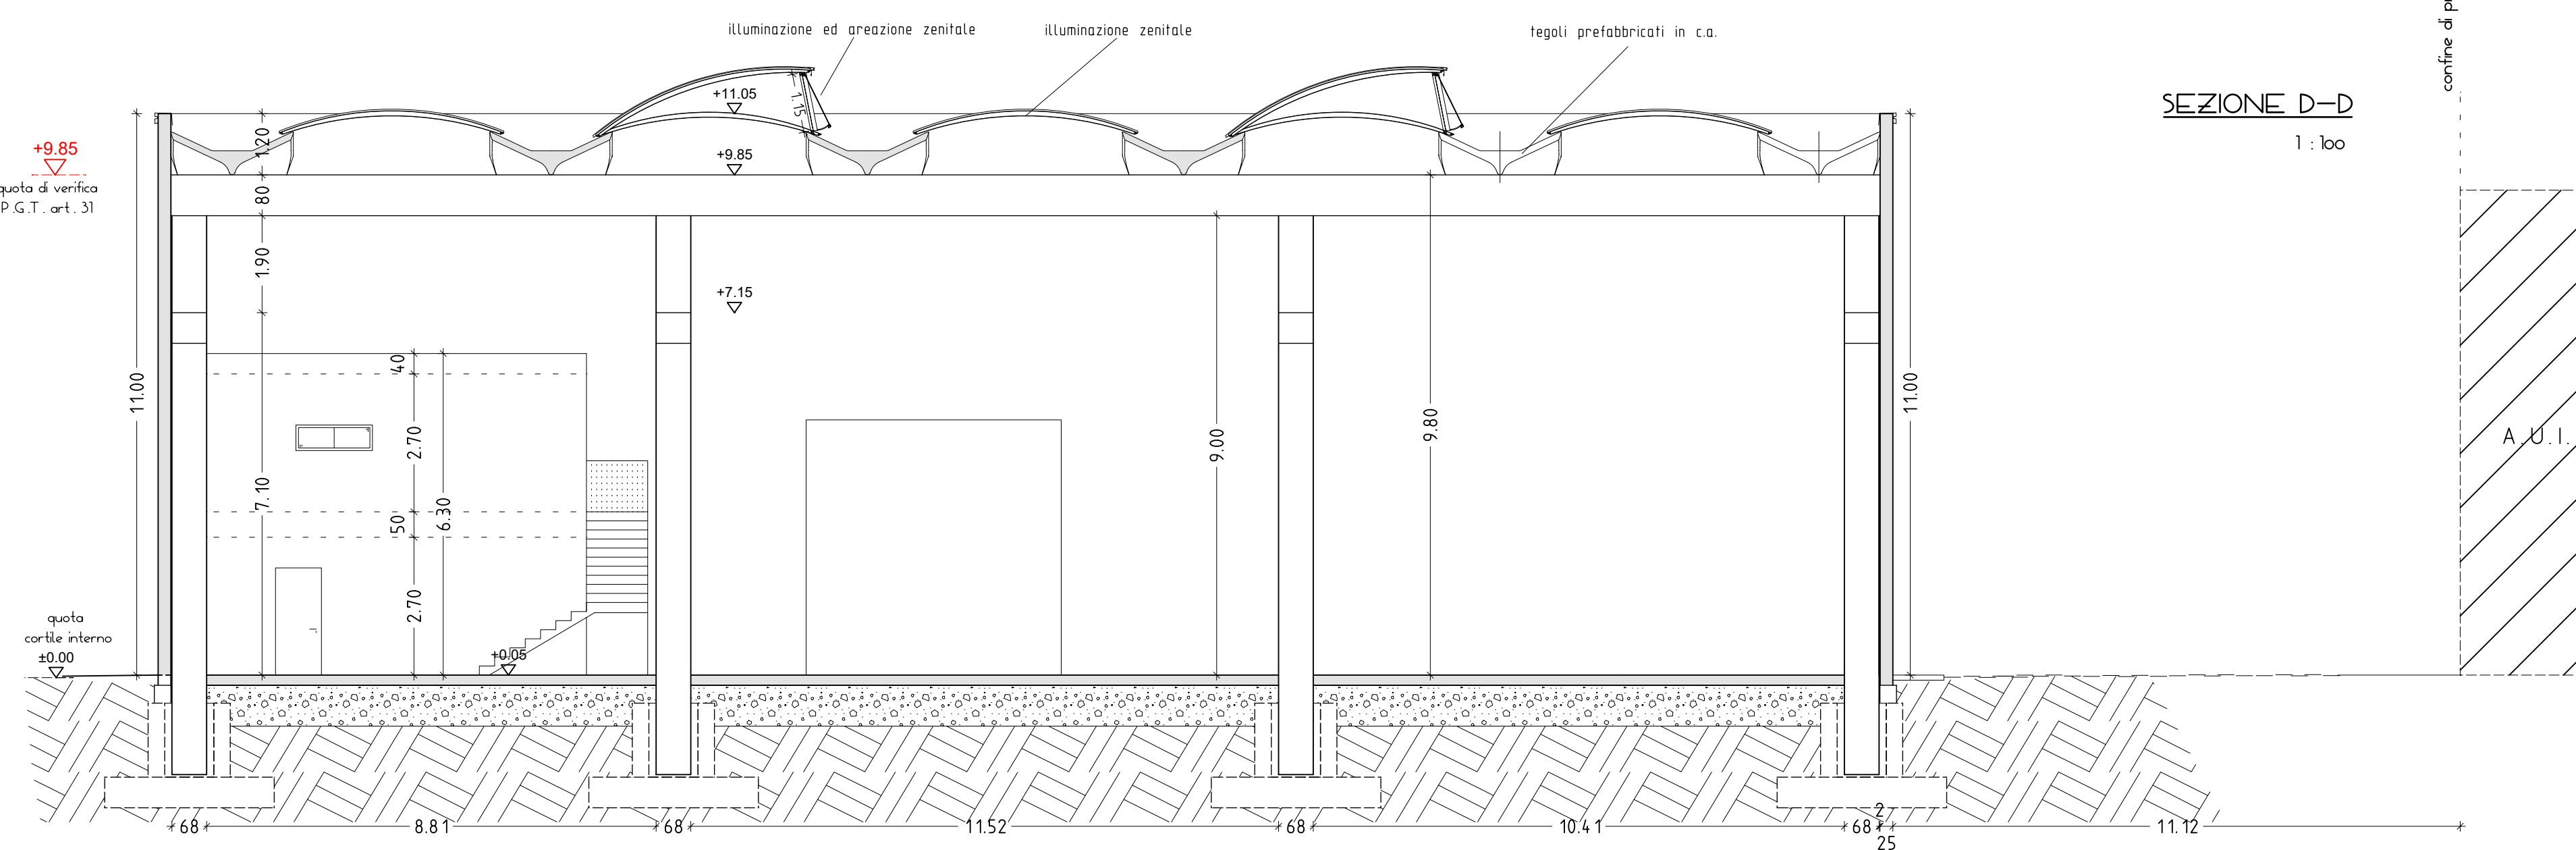 illuminazione ed areazione zenitale
illuminazione zenitale
tegoli prefabbricati in c.a.
confine di
SEZIONE D-D
1 : 100
+11.05
1.15
1.20
+9.85
quota di verifica
P.G.T. art. 31
+9.85
80
1.90
+7.15
11.00
40
2.70
7.10
50
6.30
2.70
9.00
9.80
11.00
A.U.I.
quota
cortile interno
±0.00
+0.05
68
8.81
68
11.52
68
10.41
68
2
25
11.12